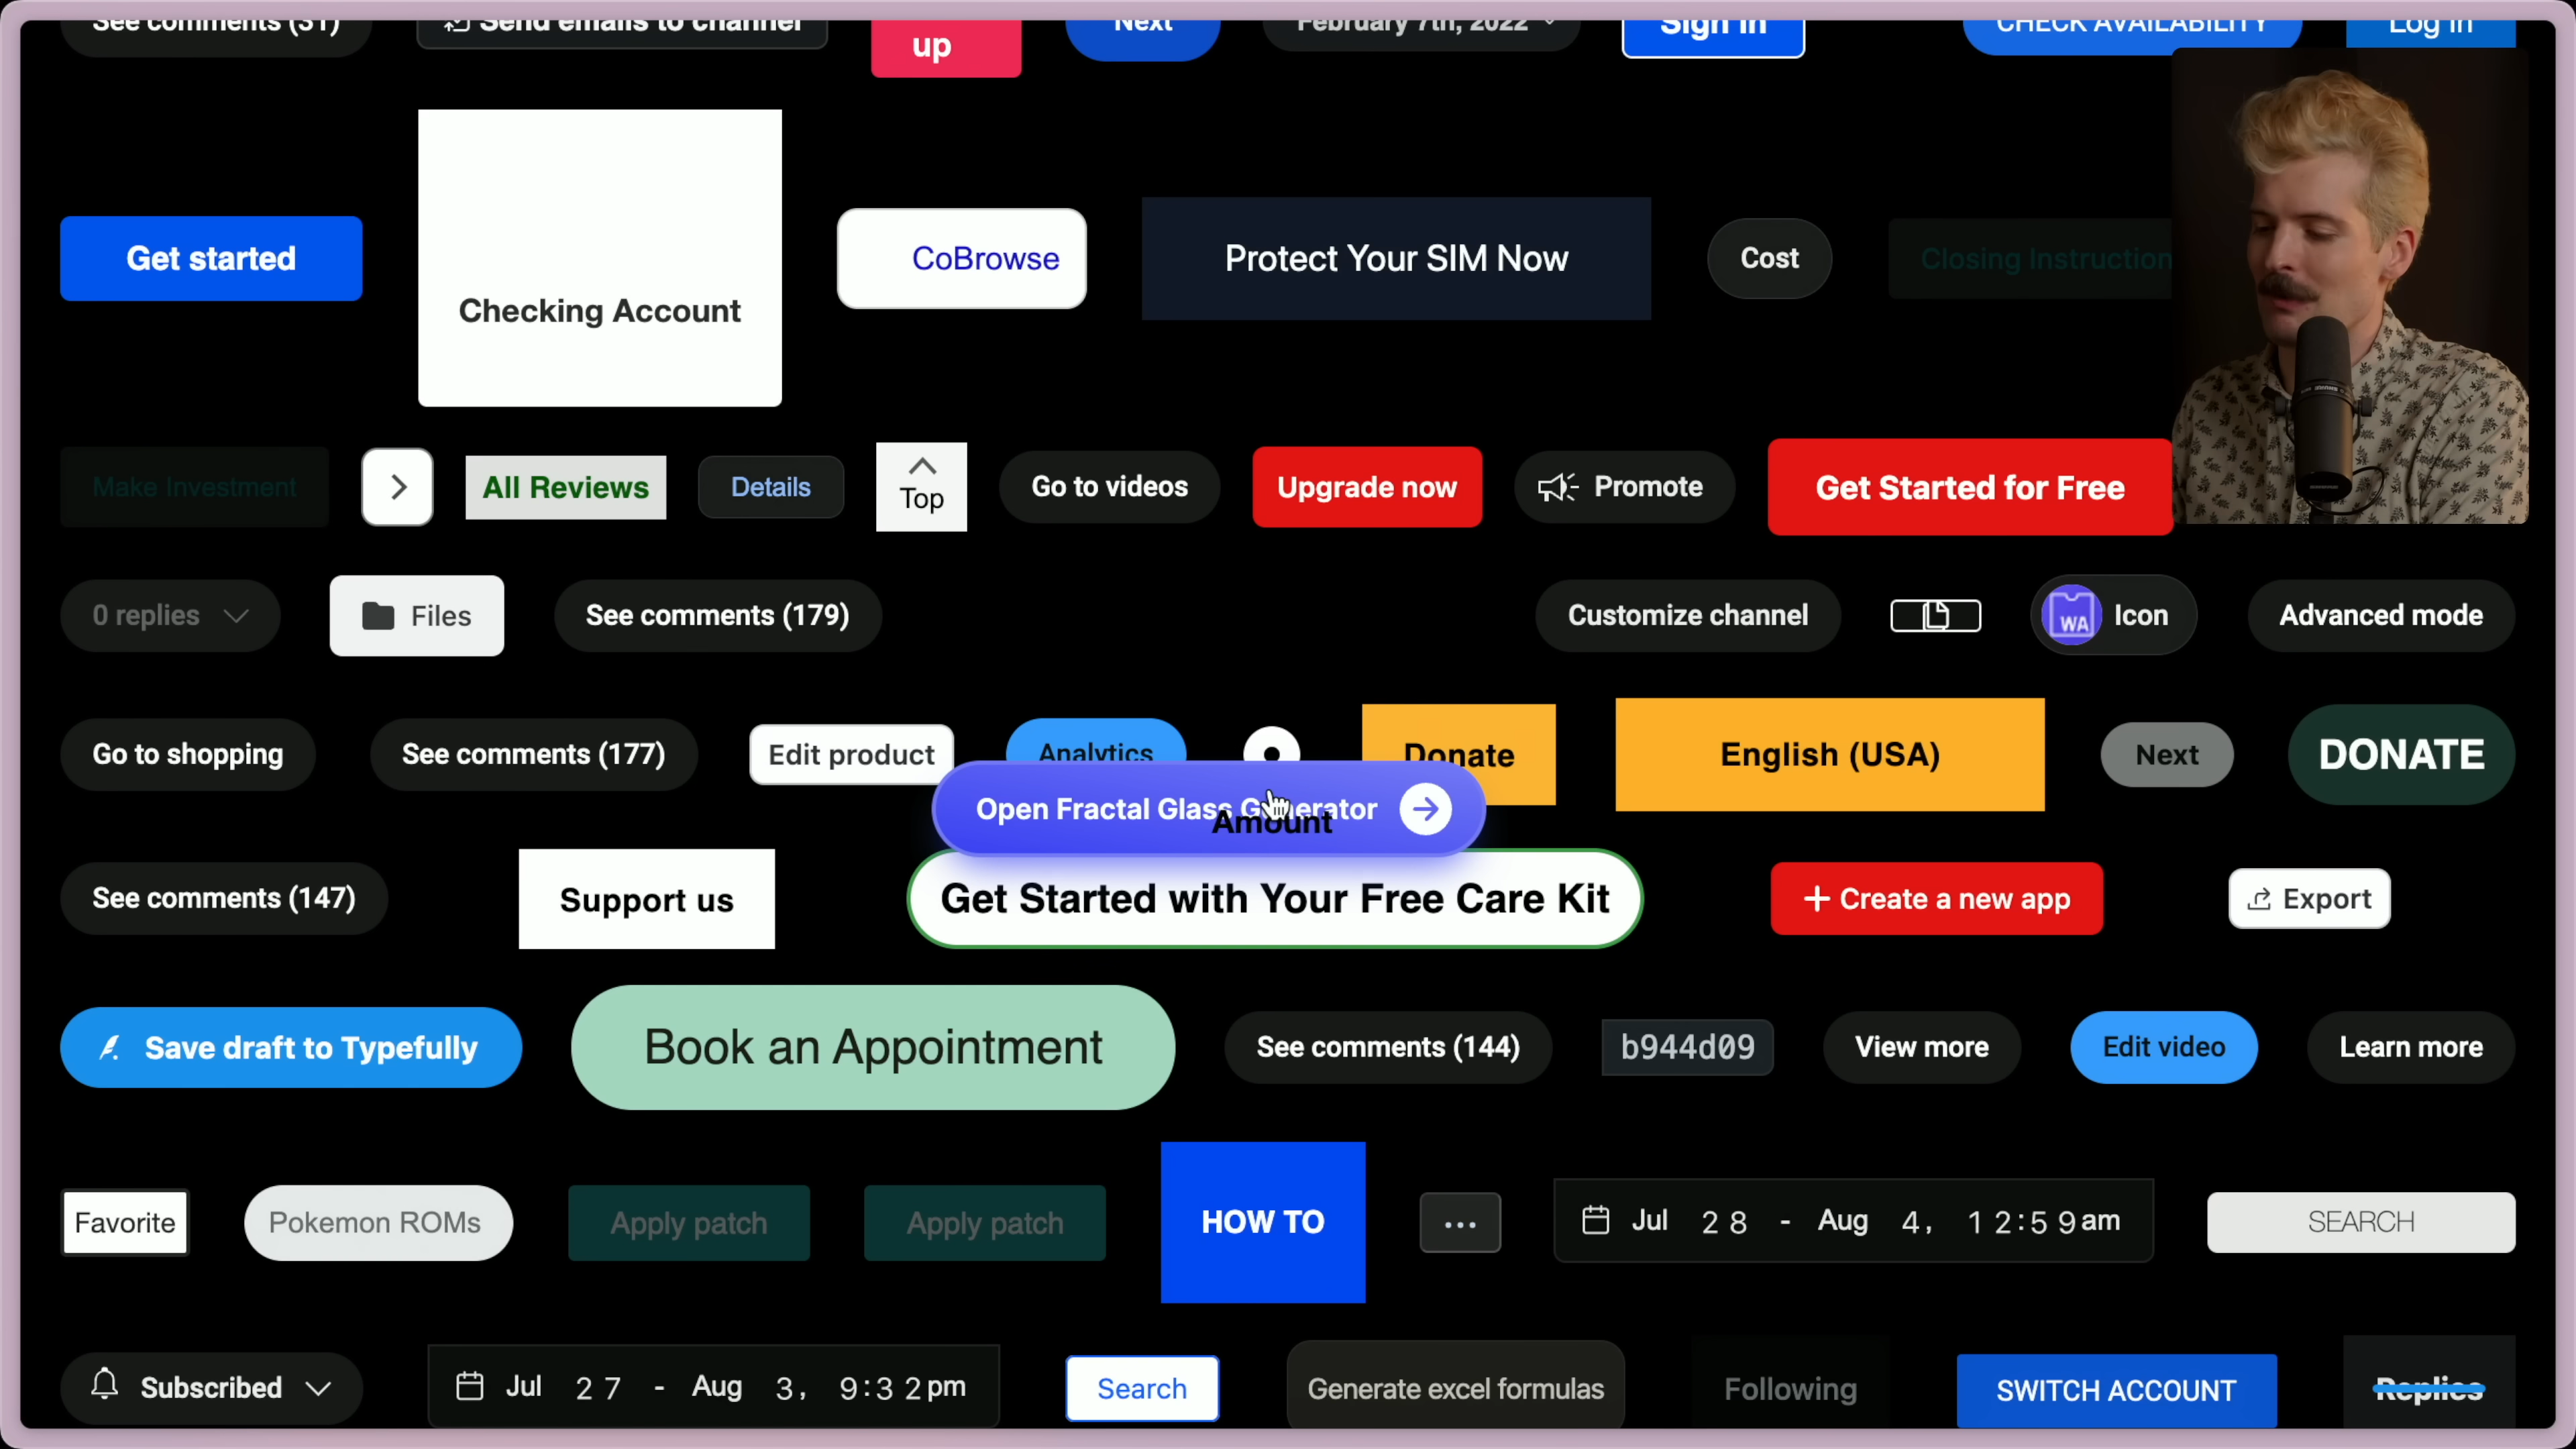 See comments (31)
Send emails to channel
up
Next
February 7th, 2022
Sign in
CHECK AVAILABILITY
Log in
Get started
Checking Account
CoBrowse
Protect Your SIM Now
Cost
Closing Instruction
Make Investment
All Reviews
Details
Top
Go to videos
Upgrade now
Promote
Get Started for Free
0 replies
Files
See comments (179)
Customize channel
WA
Icon
Advanced mode
Go to shopping
See comments (177)
Edit product
Analytics
Donate
English (USA)
Next
DONATE
Open Fractal Glass Generator
Amount
See comments (147)
Support us
Get Started with Your Free Care Kit
+ Create a new app
Export
Save draft to Typefully
Book an Appointment
See comments (144)
b944d09
View more
Edit video
Learn more
Favorite
Pokemon ROMs
Apply patch
Apply patch
HOW TO
...
Jul 28 - Aug 4, 12:59am
SEARCH
Subscribed
Jul 27 - Aug 3, 9:32pm
Search
Generate excel formulas
Following
SWITCH ACCOUNT
Replies